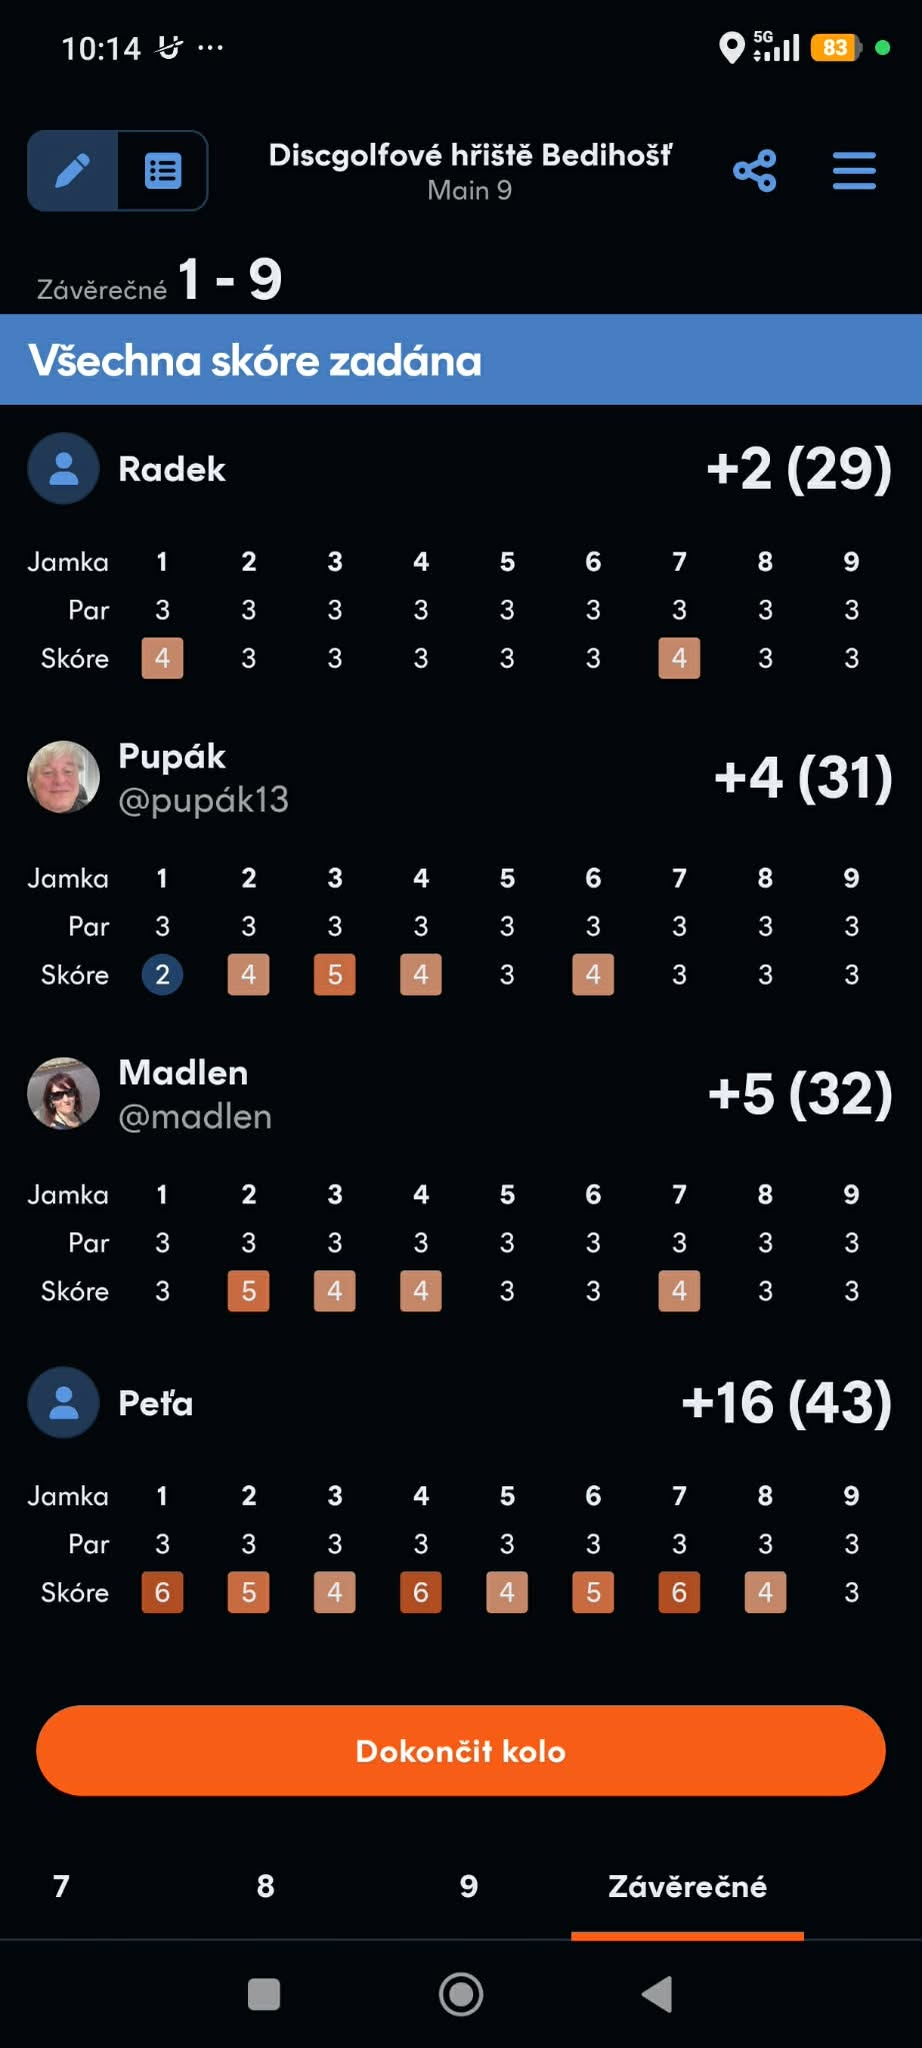 10:14 ··· 5G 83
Discgolfové hřiště Bedihošť
Main 9
Závěrečné 1 - 9
Všechna skóre zadána
Radek +2 (29)
Jamka 1 2 3 4 5 6 7 8 9
Par 3 3 3 3 3 3 3 3 3
Skóre 4 3 3 3 3 3 4 3 3
Pupák +4 (31)
@pupák13
Jamka 1 2 3 4 5 6 7 8 9
Par 3 3 3 3 3 3 3 3 3
Skóre 2 4 5 4 3 4 3 3 3
Madlen +5 (32)
@madlen
Jamka 1 2 3 4 5 6 7 8 9
Par 3 3 3 3 3 3 3 3 3
Skóre 3 5 4 4 3 3 4 3 3
Peťa +16 (43)
Jamka 1 2 3 4 5 6 7 8 9
Par 3 3 3 3 3 3 3 3 3
Skóre 6 5 4 6 4 5 6 4 3
Dokončit kolo
7 8 9 Závěrečné